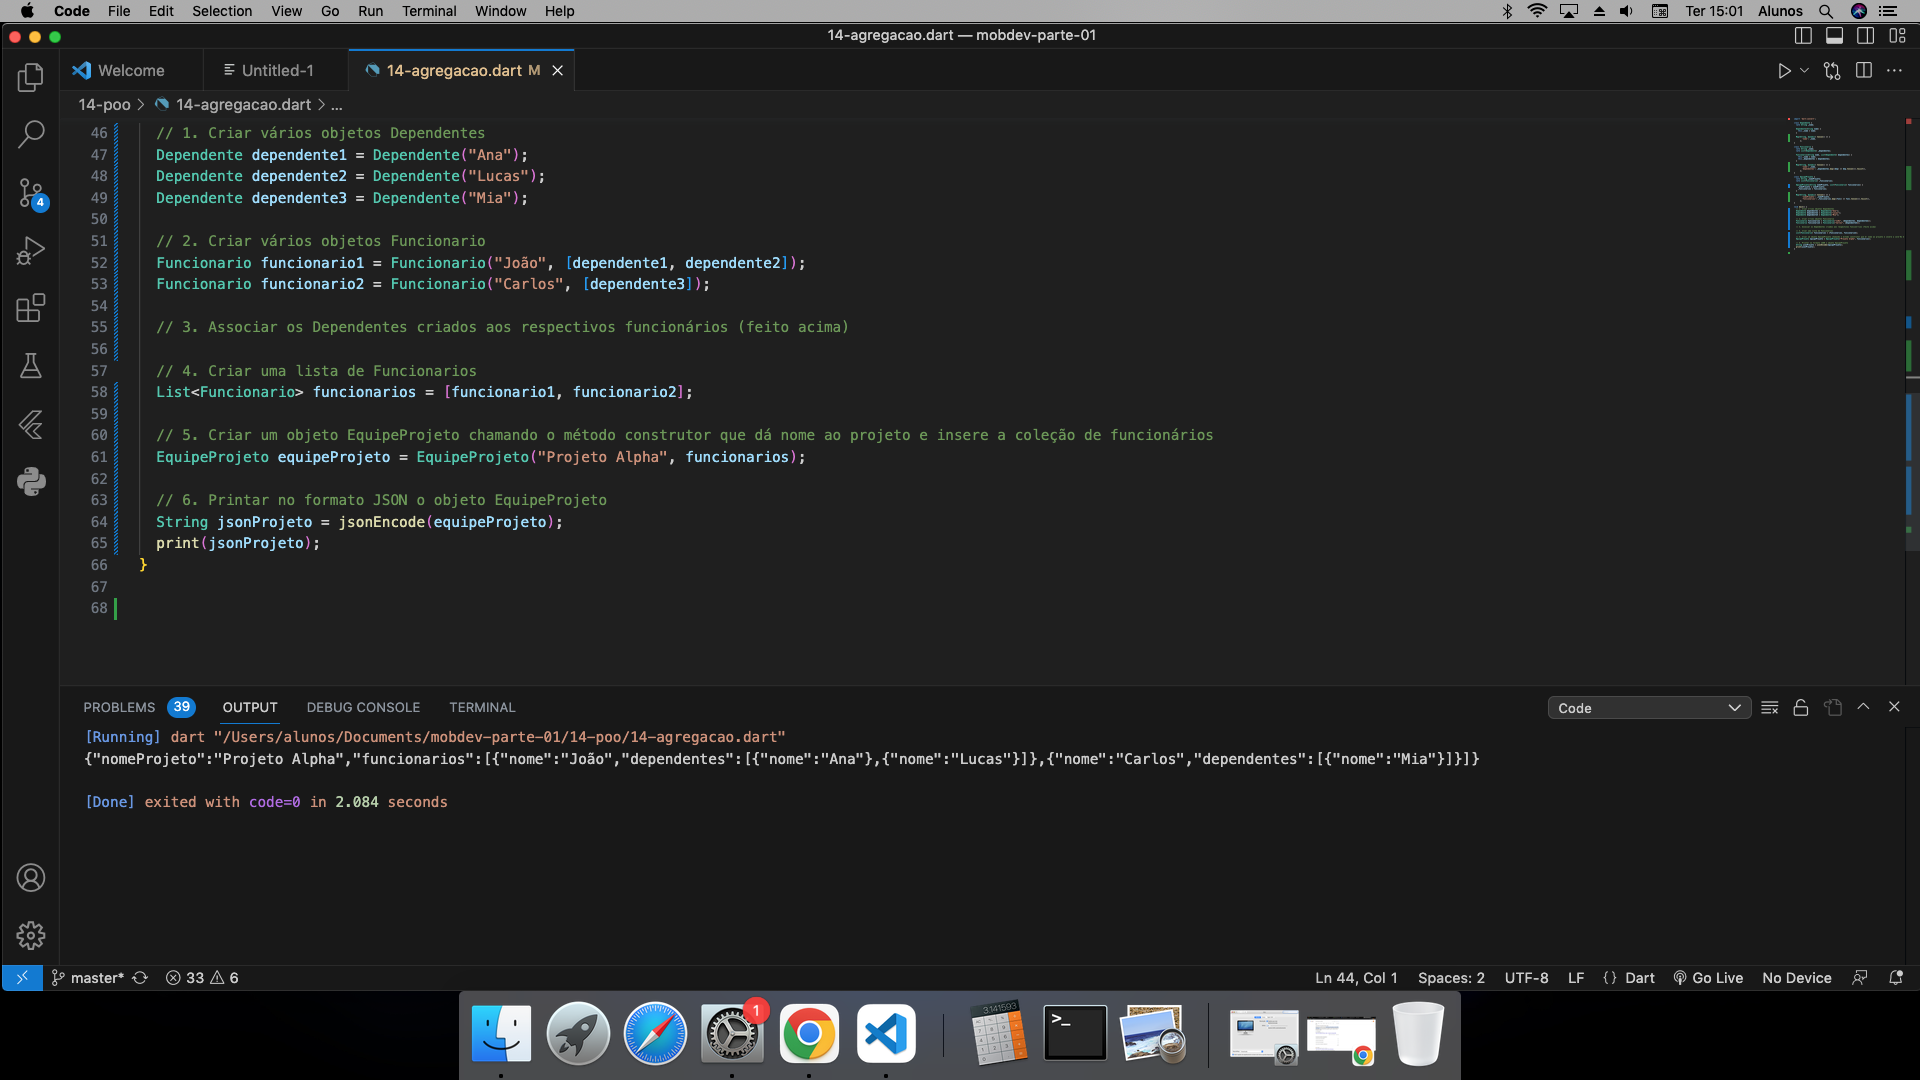 Code File Edit Selection View Go Run Terminal Window Help Ter 15:01 Alunos
14-agregacao.dart — mobdev-parte-01
Welcome Untitled-1 14-agregacao.dart M
14-poo > 14-agregacao.dart > ...
46 // 1. Criar vários objetos Dependentes
47 Dependente dependente1 = Dependente("Ana");
48 Dependente dependente2 = Dependente("Lucas");
49 Dependente dependente3 = Dependente("Mia");
50
51 // 2. Criar vários objetos Funcionario
52 Funcionario funcionario1 = Funcionario("João", [dependente1, dependente2]);
53 Funcionario funcionario2 = Funcionario("Carlos", [dependente3]);
54
55 // 3. Associar os Dependentes criados aos respectivos funcionários (feito acima)
56
57 // 4. Criar uma lista de Funcionarios
58 List<Funcionario> funcionarios = [funcionario1, funcionario2];
59
60 // 5. Criar um objeto EquipeProjeto chamando o método construtor que dá nome ao projeto e insere a coleção de funcionários
61 EquipeProjeto equipeProjeto = EquipeProjeto("Projeto Alpha", funcionarios);
62
63 // 6. Printar no formato JSON o objeto EquipeProjeto
64 String jsonProjeto = jsonEncode(equipeProjeto);
65 print(jsonProjeto);
66 }
67
68
4
PROBLEMS 39 OUTPUT DEBUG CONSOLE TERMINAL Code
[Running] dart "/Users/alunos/Documents/mobdev-parte-01/14-poo/14-agregacao.dart"
{"nomeProjeto":"Projeto Alpha","funcionarios":[{"nome":"João","dependentes":[{"nome":"Ana"},{"nome":"Lucas"}]},{"nome":"Carlos","dependentes":[{"nome":"Mia"}]}]}
[Done] exited with code=0 in 2.084 seconds
master* 33 6 Ln 44, Col 1 Spaces: 2 UTF-8 LF {} Dart Go Live No Device
1
3.141593
>_